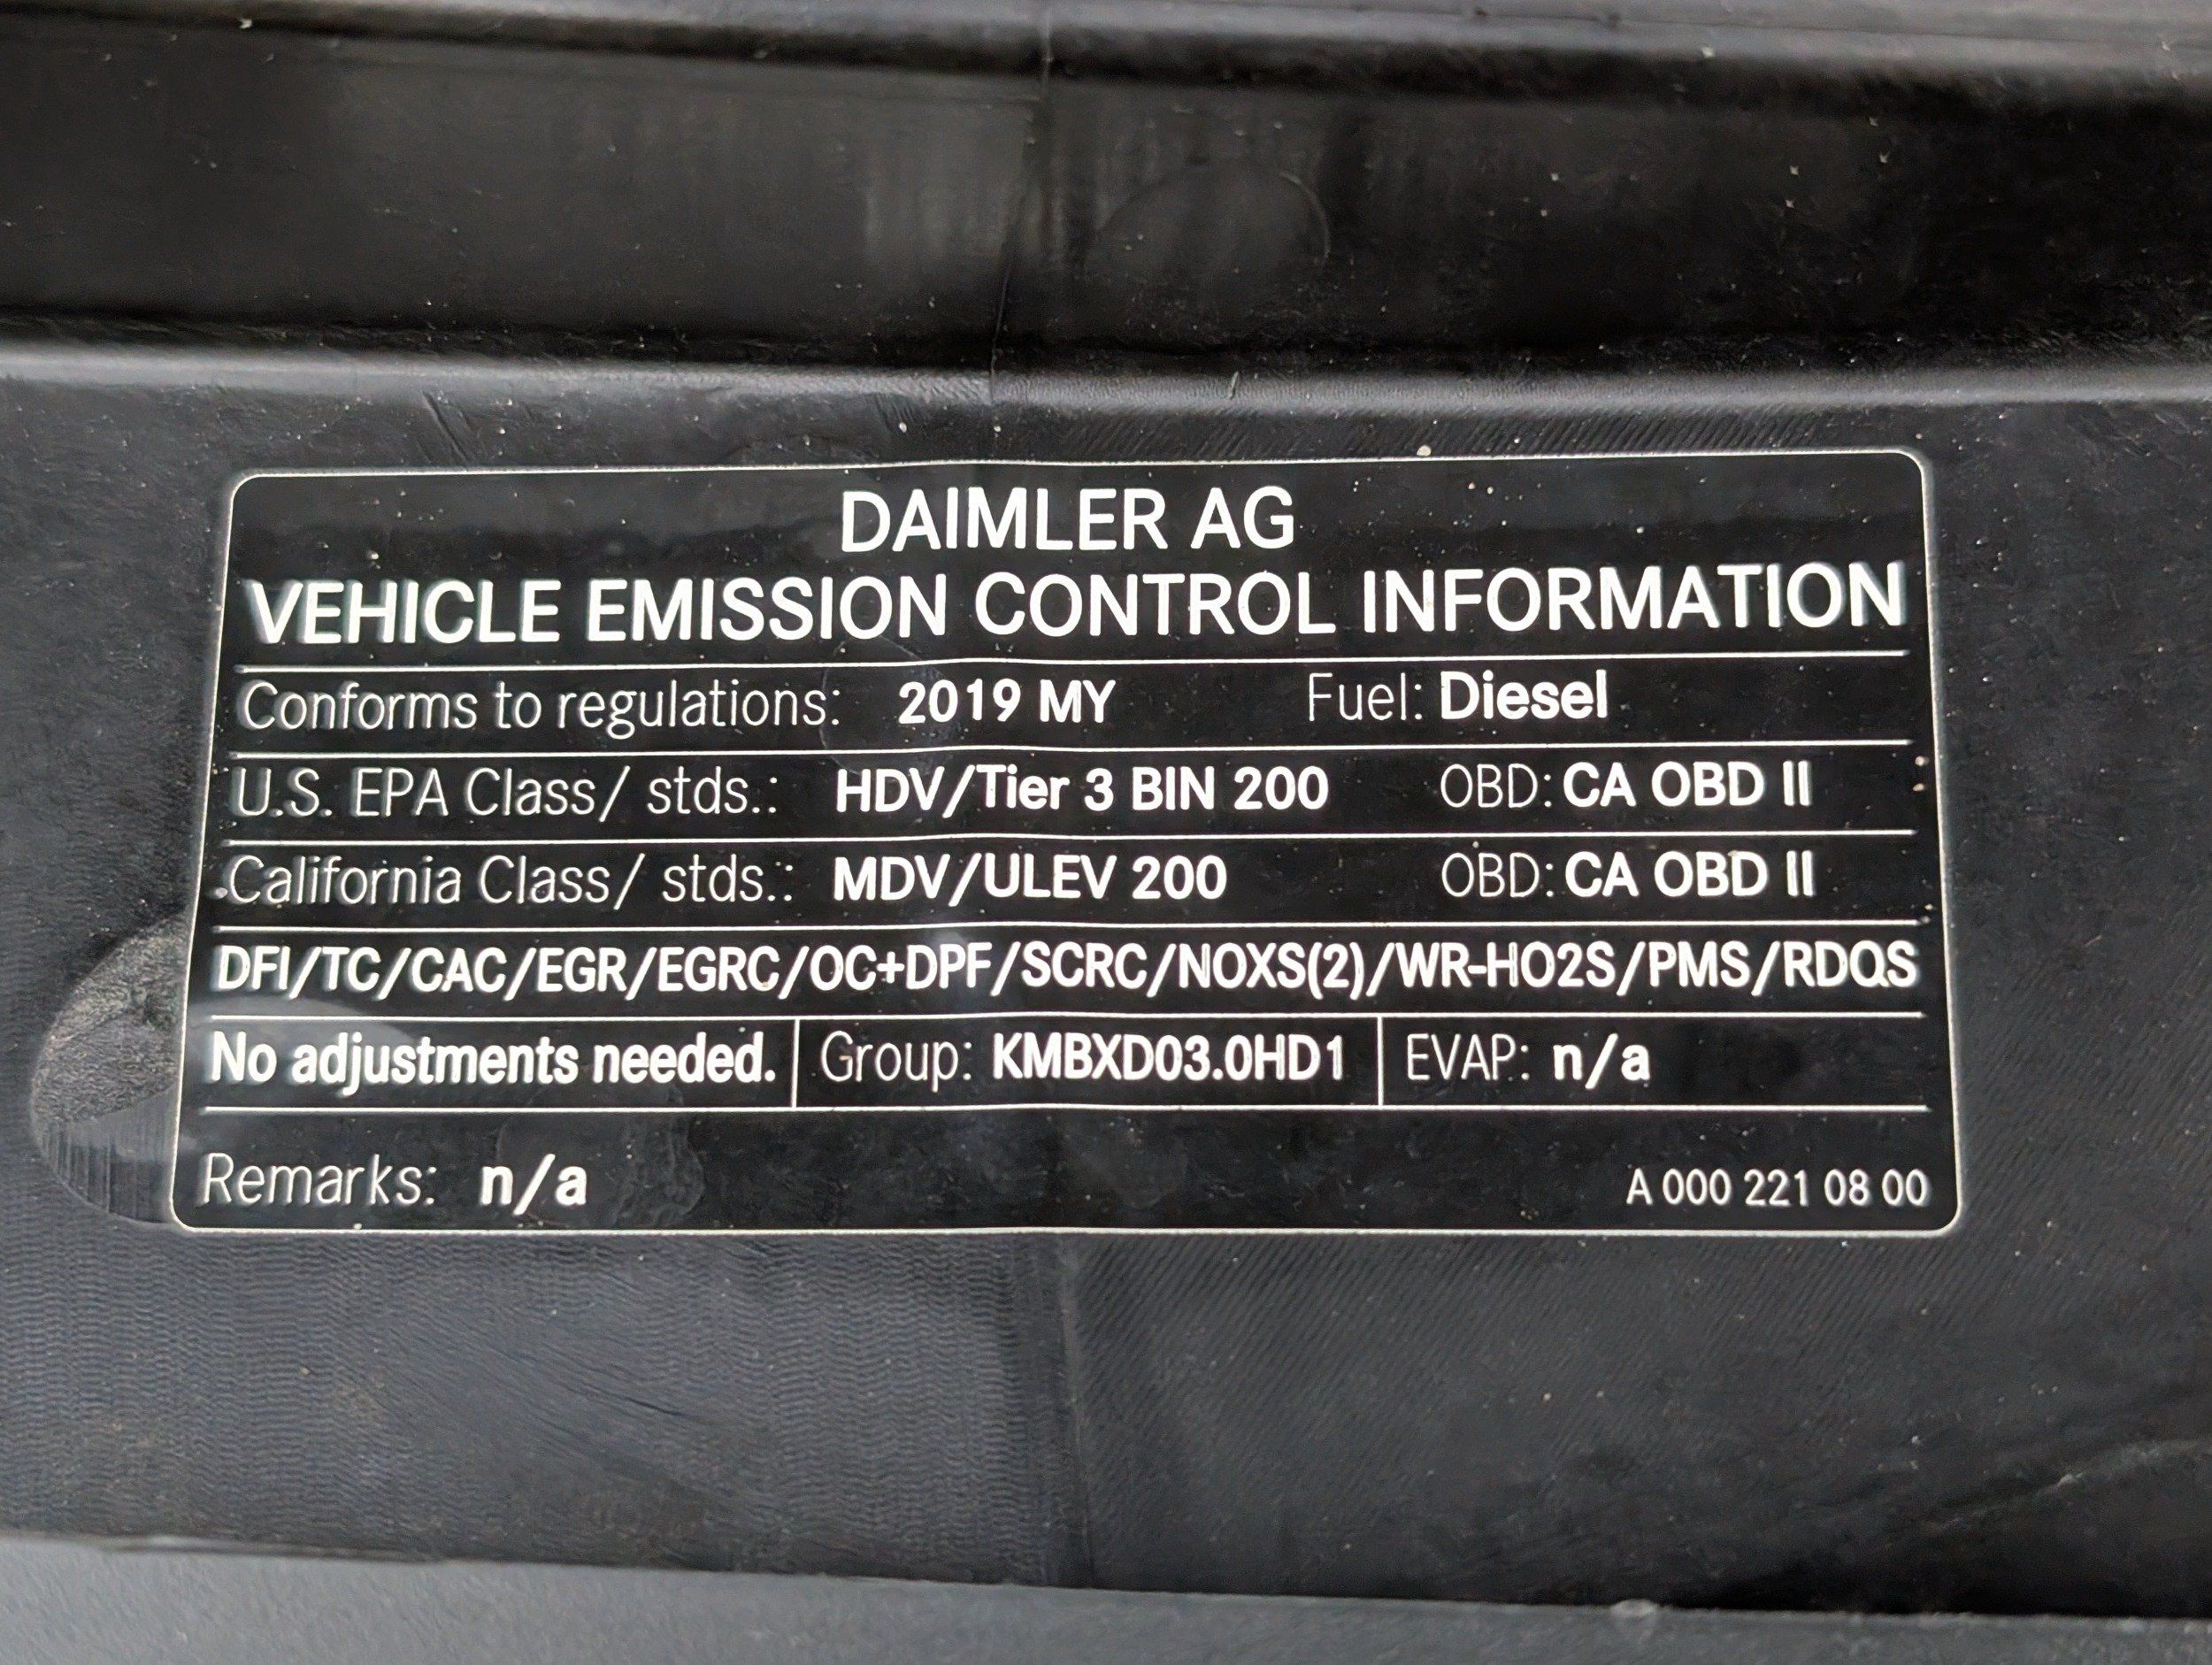 DAIMLER AG
VEHICLE EMISSION CONTROL INFORMATION
Conforms to regulations: 2019 MY Fuel: Diesel
U.S. EPA Class/ stds.: HDV/Tier 3 BIN 200 OBD: CA OBD II
California Class/ stds.: MDV/ULEV 200 OBD: CA OBD II
DFI/TC/CAC/EGR/EGRC/OC+DPF/SCRC/NOXS(2)/WR-HO2S/PMS/RDQS
No adjustments needed. Group: KMBXD03.0HD1 EVAP: n/a
Remarks: n/a A 000 221 08 00